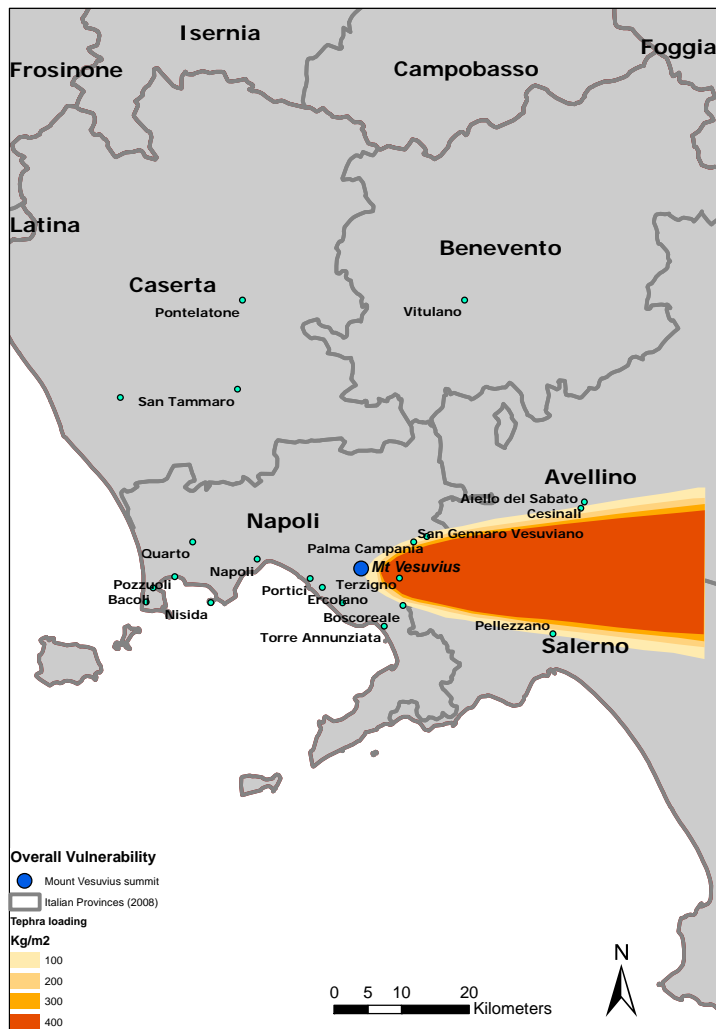 Isernia
Foggia
Frosinone
Campobasso
Latina
Benevento
Caserta
Pontelatone
Vitulano
San Tammaro
Avellino
Aiello del Sabato
Cesinali
Napoli
San Gennaro Vesuviano
Palma Campania
Quarto
Napoli
Mt Vesuvius
Pozzuoli
Portici
Terzigno
Bacoli
Ercolano
Nisida
Boscoreale
Pellezzano
Torre Annunziata
Salerno
Overall Vulnerability
Mount Vesuvius summit
Italian Provinces (2008)
Tephra loading
Kg/m2
100
200
300
400
N
0 5 10 20
Kilometers